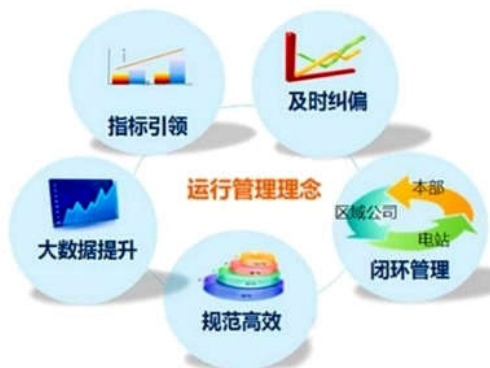 指标引领
及时纠偏
运行管理理念
大数据提升
本部
区域公司
电站
闭环管理
规范高效